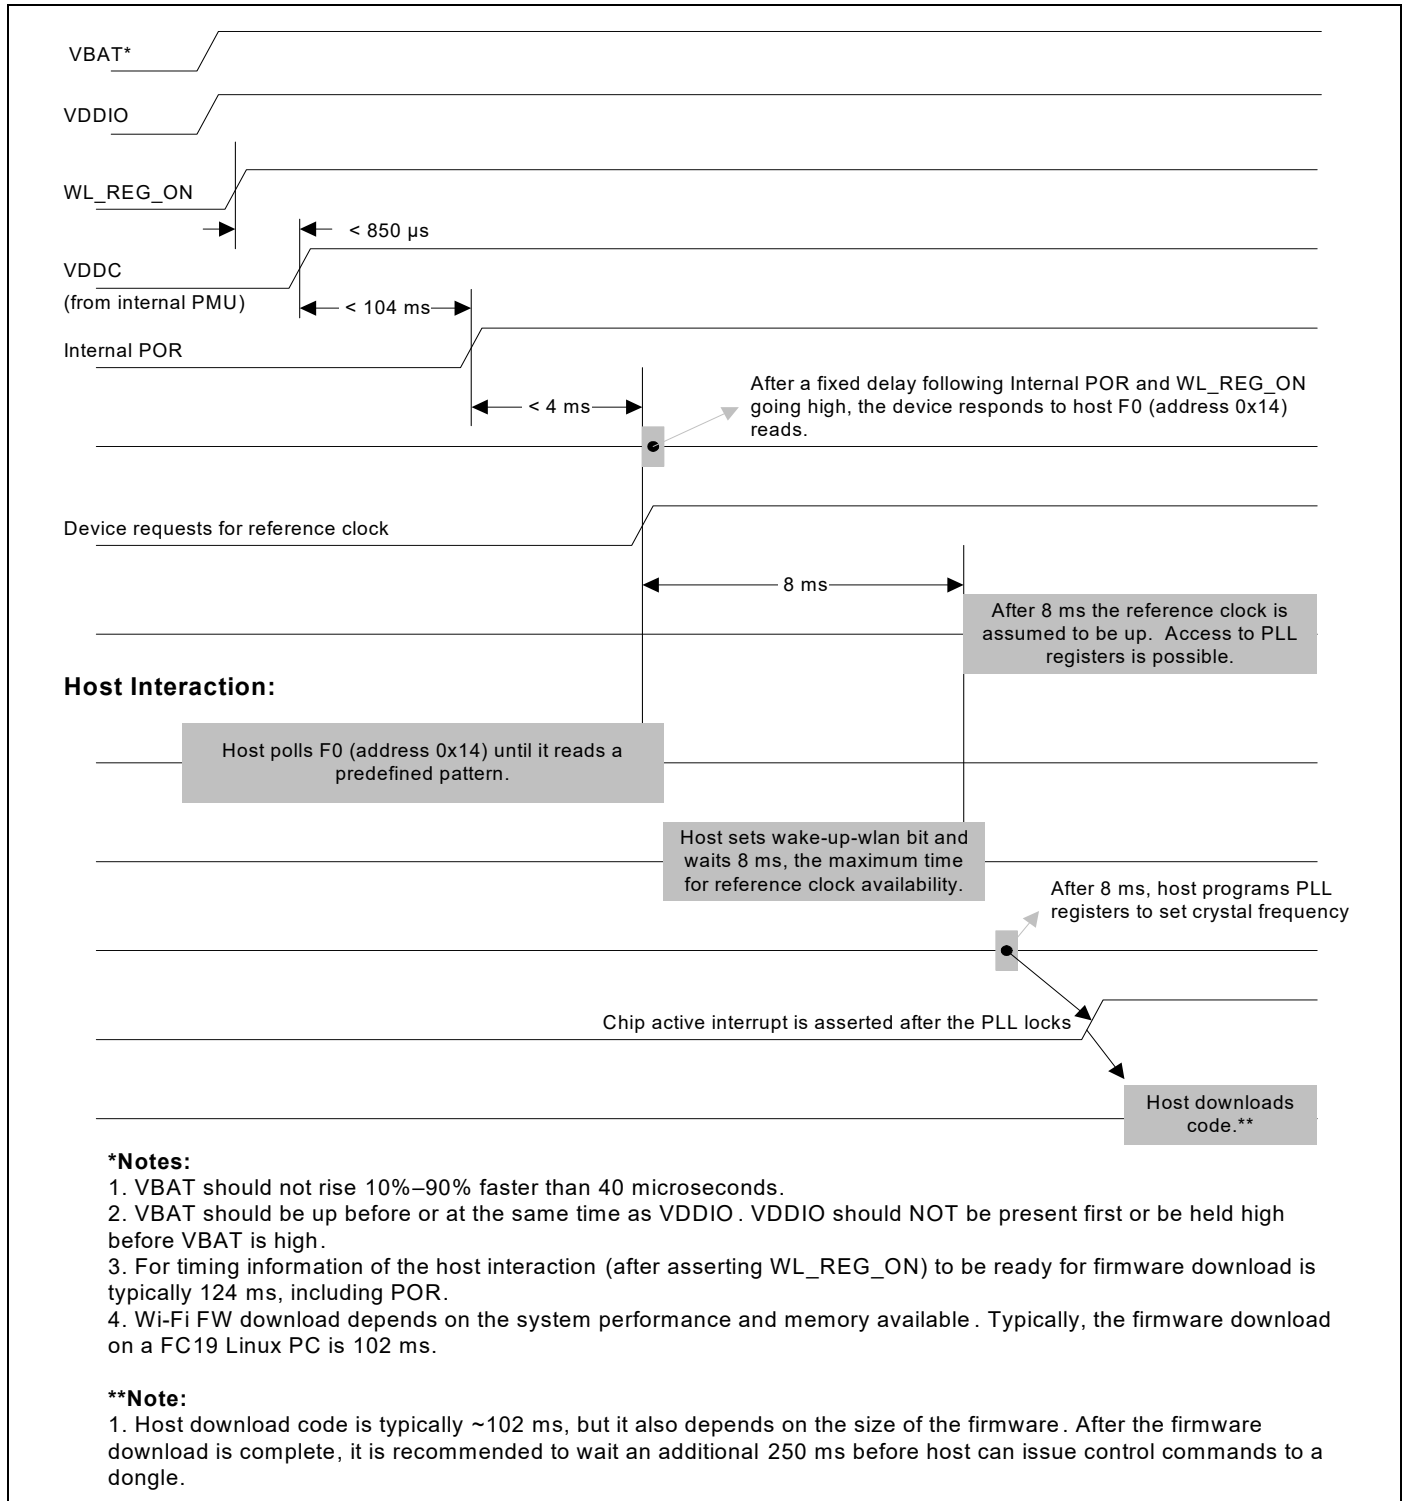 VBAT*
VDDIO
WL_REG_ON
< 850 µs
VDDC
(from internal PMU)
< 104 ms
Internal POR
After a fixed delay following Internal POR and WL_REG_ON
going high, the device responds to host F0 (address 0x14)
reads.
< 4 ms
Device requests for reference clock
8 ms
After 8 ms the reference clock is
assumed to be up. Access to PLL
registers is possible.
Host Interaction:
Host polls F0 (address 0x14) until it reads a
predefined pattern.
Host sets wake-up-wlan bit and
waits 8 ms, the maximum time
for reference clock availability.
After 8 ms, host programs PLL
registers to set crystal frequency
Chip active interrupt is asserted after the PLL locks
Host downloads
code.**
*Notes:
1. VBAT should not rise 10%–90% faster than 40 microseconds.
2. VBAT should be up before or at the same time as VDDIO. VDDIO should NOT be present first or be held high
before VBAT is high.
3. For timing information of the host interaction (after asserting WL_REG_ON) to be ready for firmware download is
typically 124 ms, including POR.
4. Wi-Fi FW download depends on the system performance and memory available. Typically, the firmware download
on a FC19 Linux PC is 102 ms.
**Note:
1. Host download code is typically ~102 ms, but it also depends on the size of the firmware. After the firmware
download is complete, it is recommended to wait an additional 250 ms before host can issue control commands to a
dongle.